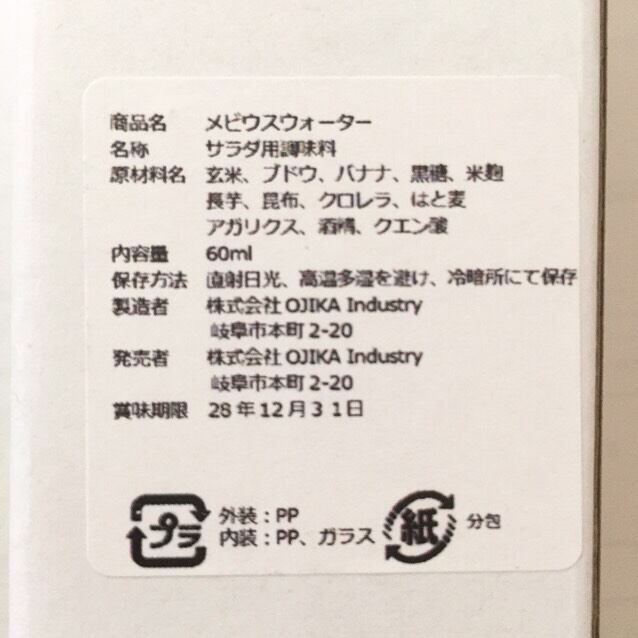 商品名 メビウスウォーター
名称 サラダ用調味料
原材料名 玄米、ブドウ、バナナ、黒糖、米麹
長芋、昆布、クロレラ、はと麦
アガリクス、酒精、クエン酸
内容量 60ml
保存方法 直射日光、高温多湿を避け、冷暗所にて保存
製造者 株式会社 OJIKA Industry
岐阜市本町2-20
発売者 株式会社 OJIKA Industry
岐阜市本町2-20
賞味期限 28年12月31日
プラ 外装：PP
内装：PP、ガラス
紙 分包